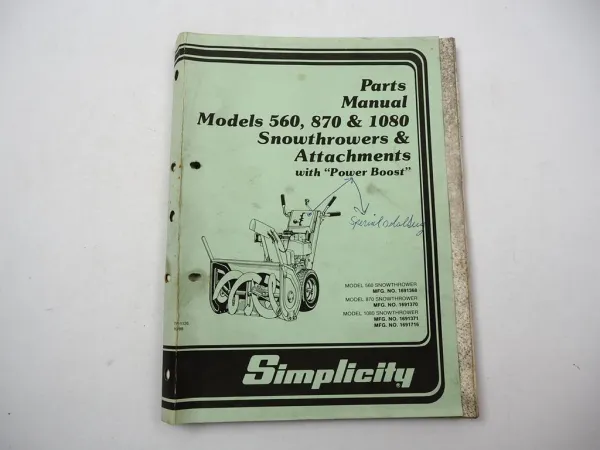 Parts
Manual
Models 560, 870 & 1080
Snowthrowers &
Attachments
with "Power Boost"
MODEL 560 SNOWTHROWER
MFG. NO. 1691368
MODEL 870 SNOWTHROWER
MFG. NO. 1691370
MODEL 1080 SNOWTHROWER
MFG. NO. 1691371
MFG. NO. 1691716
Simplicity